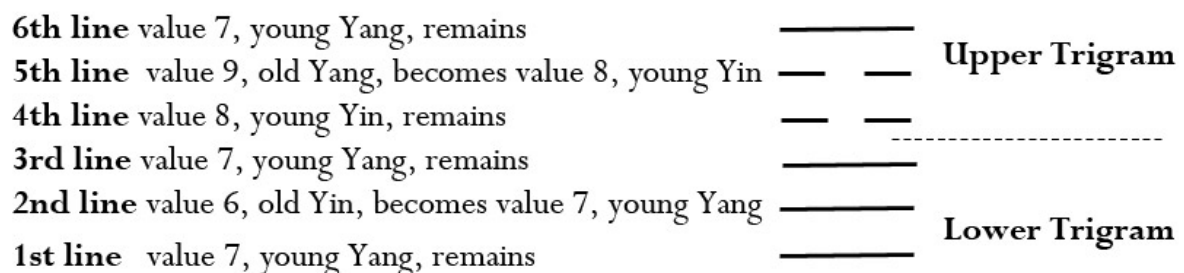 6th line value 7, young Yang, remains
Upper Trigram
5th line value 9, old Yang, becomes value 8, young Yin
4th line value 8, young Yin, remains
3rd line value 7, young Yang, remains
2nd line value 6, old Yin, becomes value 7, young Yang
Lower Trigram
1st line value 7, young Yang, remains